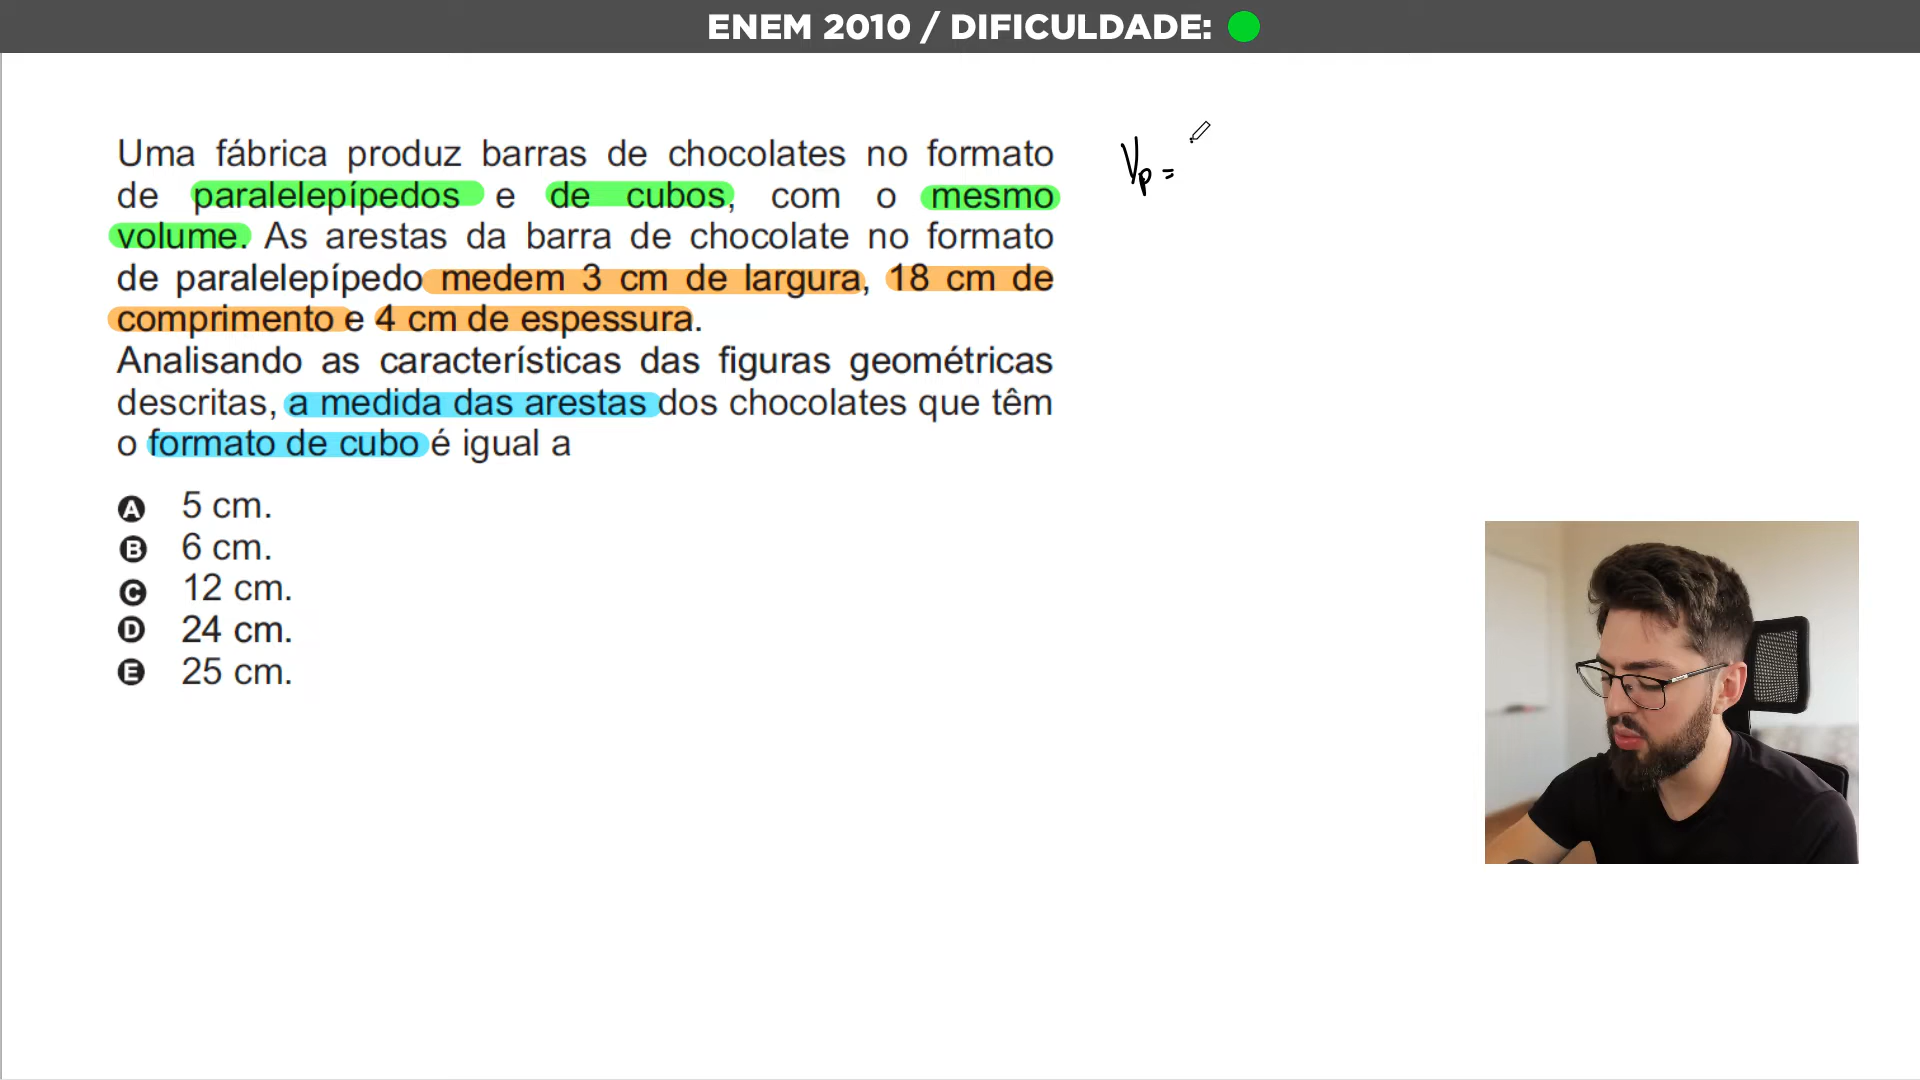 ENEM 2010 / DIFICULDADE:
Uma fábrica produz barras de chocolates no formato
de paralelepípedos e de cubos, com o mesmo
volume. As arestas da barra de chocolate no formato
de paralelepípedo medem 3 cm de largura, 18 cm de
comprimento e 4 cm de espessura.
Analisando as características das figuras geométricas
descritas, a medida das arestas dos chocolates que têm
o formato de cubo é igual a
A 5 cm.
B 6 cm.
C 12 cm.
D 24 cm.
E 25 cm.
Vp =